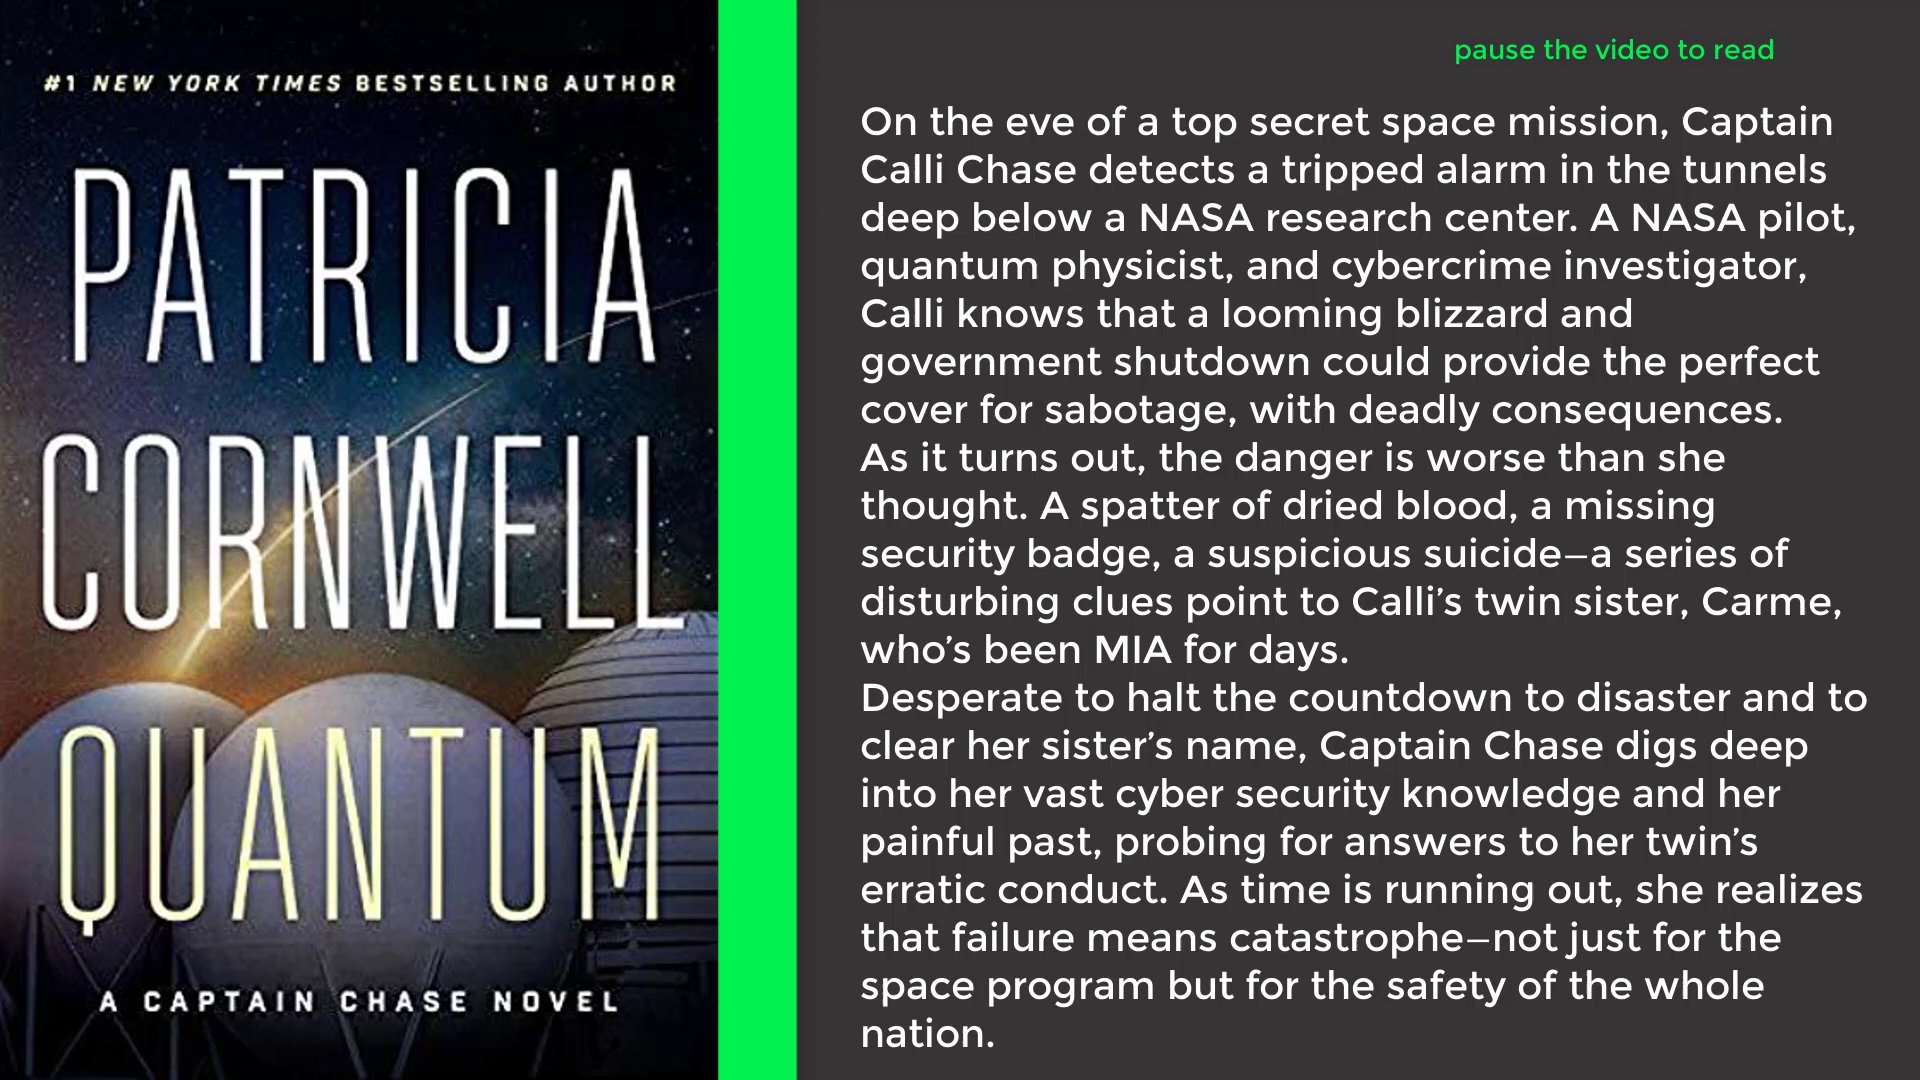 #1 NEW YORK TIMES BESTSELLING AUTHOR
PATRICIA
CORNWELL
QUANTUM
A CAPTAIN CHASE NOVEL
pause the video to read
On the eve of a top secret space mission, Captain
Calli Chase detects a tripped alarm in the tunnels
deep below a NASA research center. A NASA pilot,
quantum physicist, and cybercrime investigator,
Calli knows that a looming blizzard and
government shutdown could provide the perfect
cover for sabotage, with deadly consequences.
As it turns out, the danger is worse than she
thought. A spatter of dried blood, a missing
security badge, a suspicious suicide—a series of
disturbing clues point to Calli’s twin sister, Carme,
who’s been MIA for days.
Desperate to halt the countdown to disaster and to
clear her sister’s name, Captain Chase digs deep
into her vast cyber security knowledge and her
painful past, probing for answers to her twin’s
erratic conduct. As time is running out, she realizes
that failure means catastrophe—not just for the
space program but for the safety of the whole
nation.